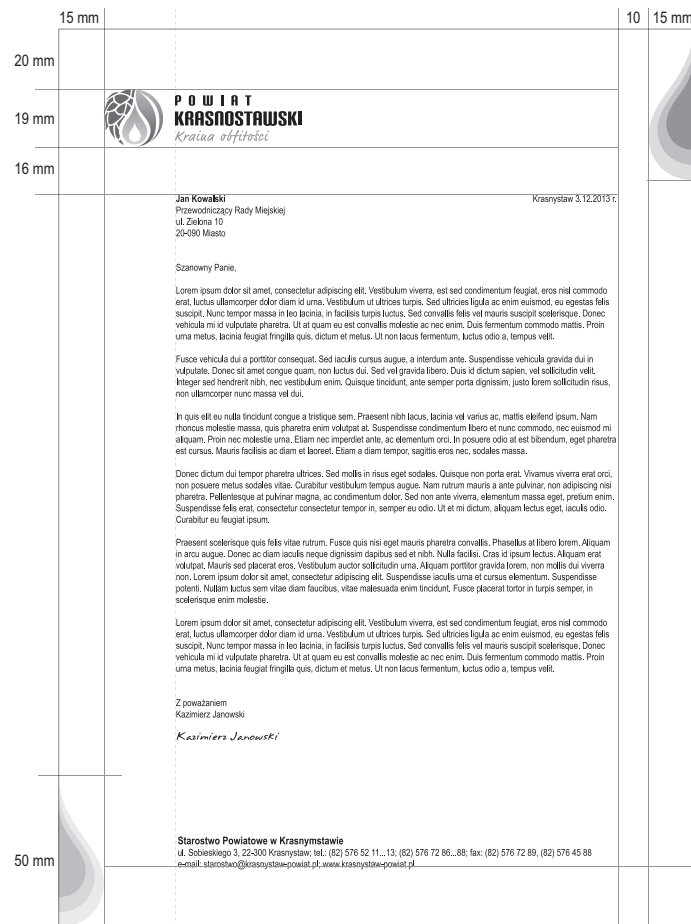 15 mm
10
15 mm
20 mm
19 mm
16 mm
POWIAT
KRASNOSTAWSKI
Kraina obfitości
Jan Kowalski
Krasnystaw 3.12.2013 r.
Przewodniczący Rady Miejskiej
ul. Zielona 10
20-090 Miasto
Szanowny Panie,
Lorem ipsum dolor sit amet, consectetur adipiscing elit. Vestibulum viverra, est sed condimentum feugiat, eros nisl commodo
erat, luctus ullamcorper dolor diam id urna. Vestibulum ut ultrices turpis. Sed ultricies ligula ac enim euismod, eu egestas felis
suscipit. Nunc tempor massa in leo lacinia, in facilisis turpis luctus. Sed convallis felis vel mauris suscipit scelerisque. Donec
vehicula mi id vulputate pharetra. Ut at quam eu est convallis molestie ac nec enim. Duis fermentum commodo mattis. Proin
urna metus, lacinia feugiat fringilla quis, dictum et metus. Ut non lacus fermentum, luctus odio a, tempus velit.
Fusce vehicula dui a porttitor consequat. Sed iaculis cursus augue, a interdum ante. Suspendisse vehicula gravida dui in
vulputate. Donec sit amet congue quam, non luctus dui. Sed vel gravida libero. Duis id dictum sapien, vel sollicitudin velit.
Integer sed hendrerit nibh, nec vestibulum enim. Quisque tincidunt, ante semper porta dignissim, justo lorem sollicitudin risus,
non ullamcorper nunc massa vel dui.
In quis elit eu nulla tincidunt congue a tristique sem. Praesent nibh lacus, lacinia vel varius ac, mattis eleifend ipsum. Nam
rhoncus molestie massa, quis pharetra enim volutpat at. Suspendisse condimentum libero et nunc commodo, nec euismod mi
aliquam. Proin nec molestie urna. Etiam nec imperdiet ante, ac elementum orci. In posuere odio at est bibendum, eget pharetra
est cursus. Mauris facilisis ac diam et laoreet. Etiam a diam tempor, sagittis eros nec, sodales massa.
Donec dictum dui tempor pharetra ultrices. Sed mollis in risus eget sodales. Quisque non porta erat. Vivamus viverra erat orci,
non posuere metus sodales vitae. Curabitur vestibulum tempus augue. Nam rutrum mauris a ante pulvinar, non adipiscing nisi
pharetra. Pellentesque at pulvinar magna, ac condimentum dolor. Sed non ante viverra, elementum massa eget, pretium enim.
Suspendisse felis erat, consectetur consectetur tempor in, semper eu odio. Ut et mi dictum, aliquam lectus eget, iaculis odio.
Curabitur eu feugiat ipsum.
Praesent scelerisque quis felis vitae rutrum. Fusce quis nisi eget mauris pharetra convallis. Phasellus at libero lorem. Aliquam
in arcu augue. Donec ac diam iaculis neque dignissim dapibus sed et nibh. Nulla facilisi. Cras id ipsum lectus. Aliquam erat
volutpat. Mauris sed placerat eros. Vestibulum auctor sollicitudin urna. Aliquam porttitor gravida lorem, non mollis dui viverra
non. Lorem ipsum dolor sit amet, consectetur adipiscing elit. Suspendisse iaculis urna et cursus elementum. Suspendisse
potenti. Nullam luctus sem vitae diam faucibus, vitae malesuada enim tincidunt. Fusce placerat tortor in turpis semper, in
scelerisque enim molestie.
Lorem ipsum dolor sit amet, consectetur adipiscing elit. Vestibulum viverra, est sed condimentum feugiat, eros nisl commodo
erat, luctus ullamcorper dolor diam id urna. Vestibulum ut ultrices turpis. Sed ultricies ligula ac enim euismod, eu egestas felis
suscipit. Nunc tempor massa in leo lacinia, in facilisis turpis luctus. Sed convallis felis vel mauris suscipit scelerisque. Donec
vehicula mi id vulputate pharetra. Ut at quam eu est convallis molestie ac nec enim. Duis fermentum commodo mattis. Proin
urna metus, lacinia feugiat fringilla quis, dictum et metus. Ut non lacus fermentum, luctus odio a, tempus velit.
Z poważaniem
Kazimierz Janowski
Kazimierz Janowski
Starostwo Powiatowe w Krasnymstawie
ul. Sobieskiego 3, 22-300 Krasnystaw; tel.: (82) 576 52 11...13; (82) 576 72 86...88; fax: (82) 576 72 89, (82) 576 45 88
50 mm
e-mail: starostwo@krasnystaw-powiat.pl; www.krasnystaw-powiat.pl